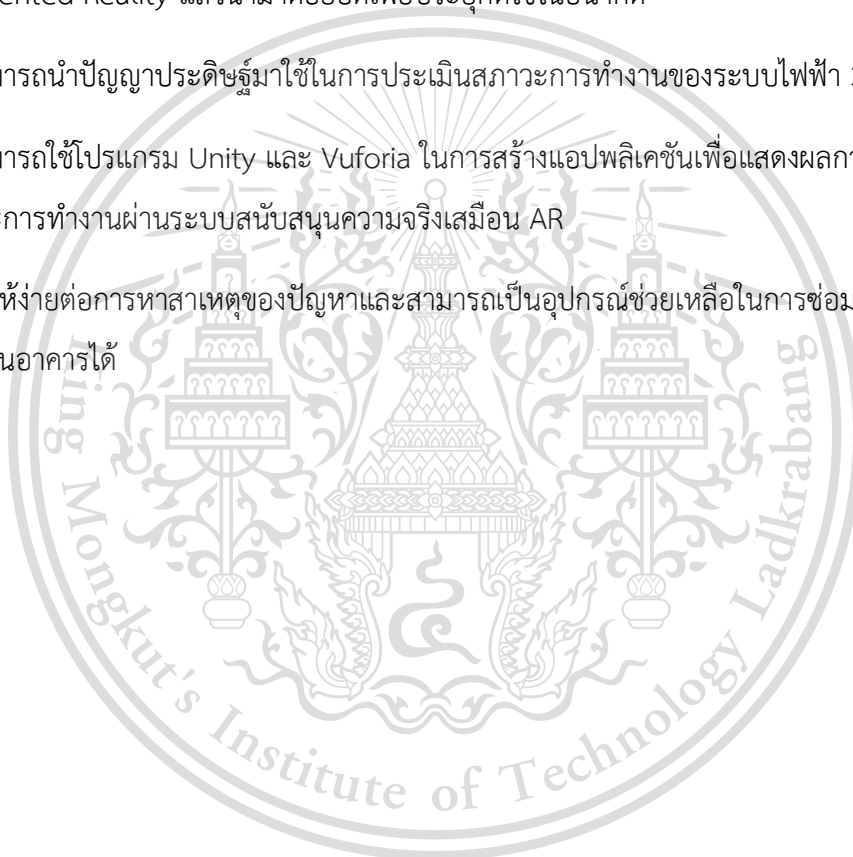 มารถนำปัญญาประดิษฐ์มาใช้ในการประเมินสภาวะการทำงานของระบบไฟฟ้า
มารถใช้โปรแกรม Unity และ Vuforia ในการสร้างแอปพลิเคชันเพื่อแสดงผลกา
ะการทำงานผ่านระบบสนับสนุนความจริงเสมือน AR
ห้ง่ายต่อการหาสาเหตุของปัญหาและสามารถเป็นอุปกรณ์ช่วยเหลือในการซ่อม
นอาคารได้
King Mongkut's Institute of Technology Ladkrabang